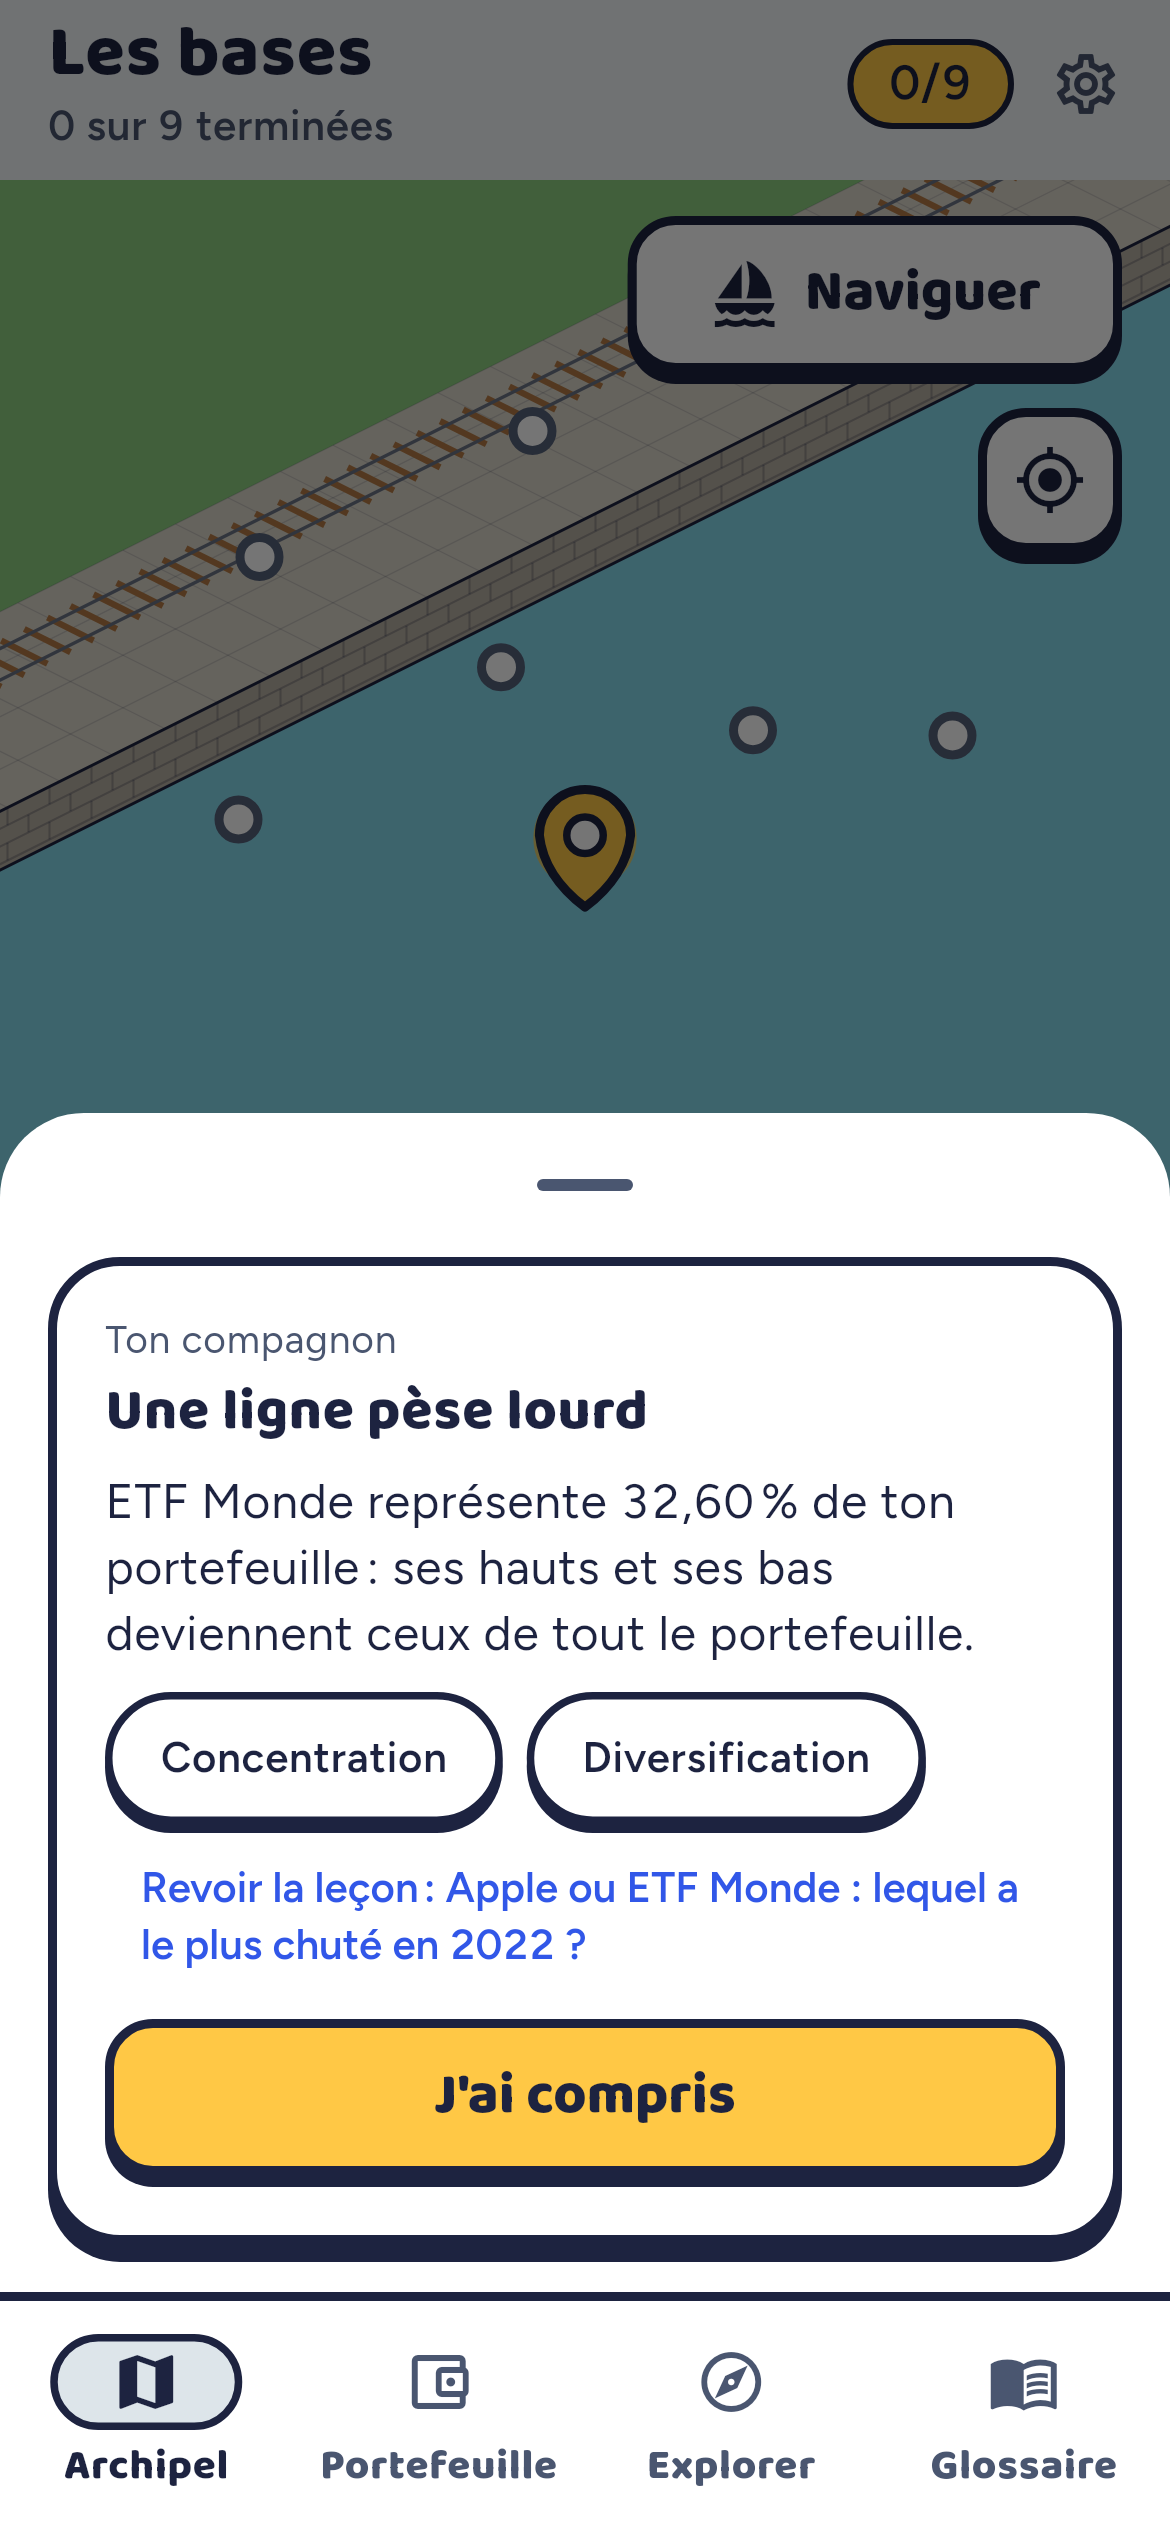 Les bases
0 sur 9 terminées
0/9
Naviguer
Ton compagnon
Une ligne pèse lourd
ETF Monde représente 32,60 % de ton
portefeuille : ses hauts et ses bas
deviennent ceux de tout le portefeuille.
Concentration
Diversification
Revoir la leçon : Apple ou ETF Monde : lequel a
le plus chuté en 2022 ?
J'ai compris
Archipel
Portefeuille
Explorer
Glossaire